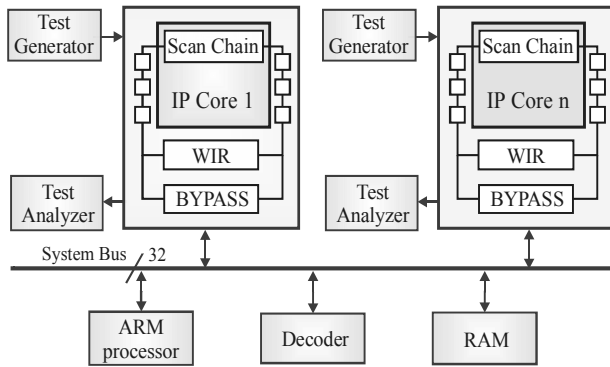 Test
Generator
Scan Chain
IP Core 1
WIR
BYPASS
Test
Analyzer
Test
Generator
Scan Chain
IP Core n
WIR
BYPASS
Test
Analyzer
System Bus 32
ARM
processor
Decoder
RAM